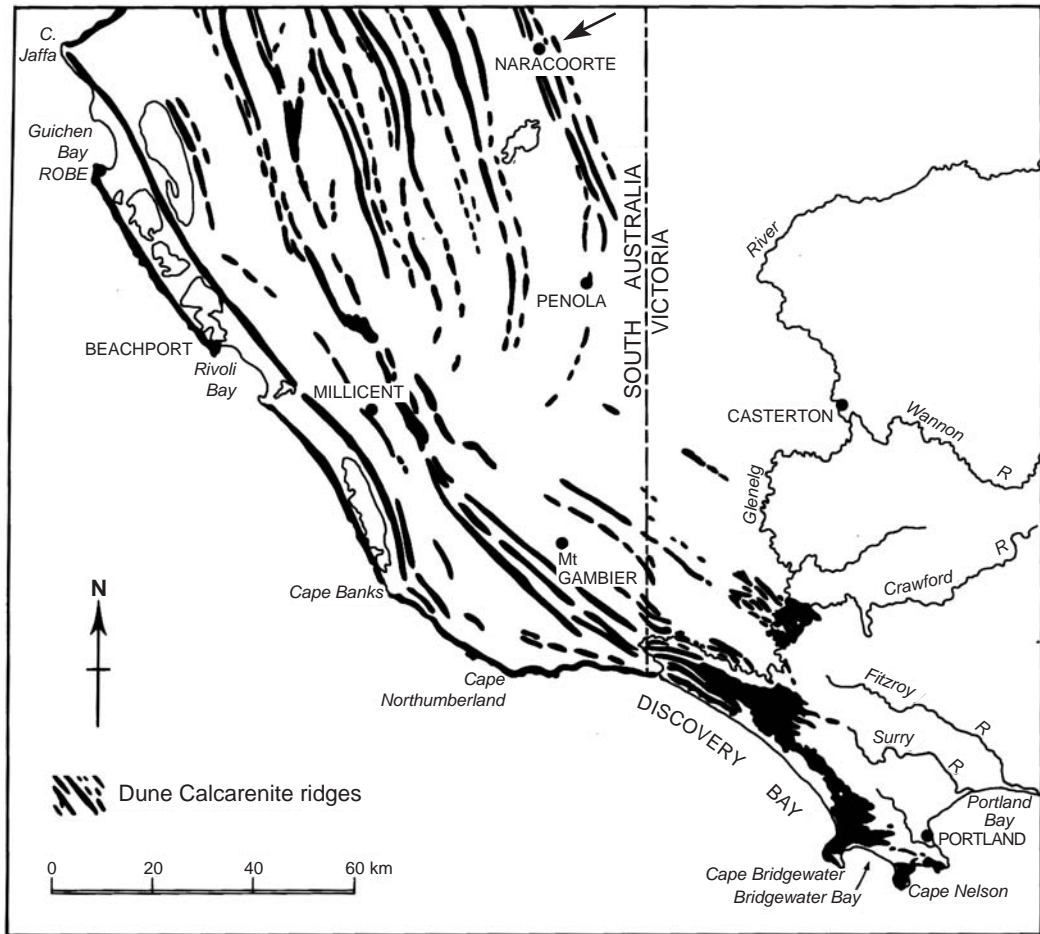 C.
Jaffa
NARACOORTE
Guichen
Bay
ROBE
SOUTH AUSTRALIA
VICTORIA
River
PENOLA
BEACHPORT
Rivoli
Bay
MILLICENT
CASTERTON
Wannon
R
Glenelg
Mt
GAMBIER
Crawford
R
N
Cape Banks
Cape
Northumberland
DISCOVERY
BAY
Fitzroy
R
Surry
R
Portland
Bay
PORTLAND
Dune Calcarenite ridges
0 20 40 60 km
Cape Bridgewater
Bridgewater Bay
Cape Nelson